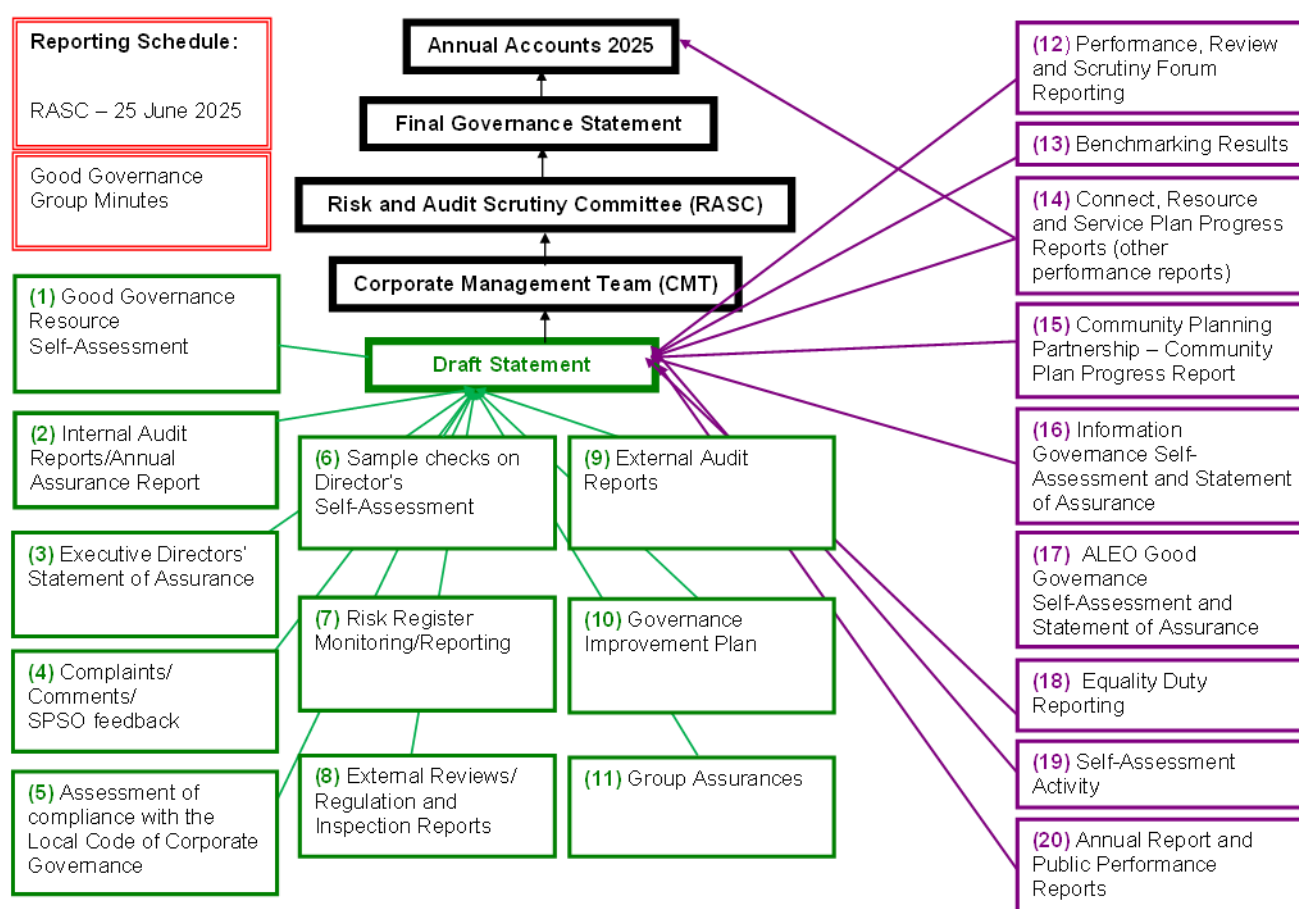 Reporting Schedule:
RASC – 25 June 2025
Good Governance
Group Minutes
Annual Accounts 2025
Final Governance Statement
Risk and Audit Scrutiny Committee (RASC)
Corporate Management Team (CMT)
Draft Statement
(1) Good Governance
Resource
Self-Assessment
(2) Internal Audit
Reports/Annual
Assurance Report
(3) Executive Directors'
Statement of Assurance
(4) Complaints/
Comments/
SPSO feedback
(5) Assessment of
compliance with the
Local Code of Corporate
Governance
(6) Sample checks on
Director's
Self-Assessment
(7) Risk Register
Monitoring/Reporting
(8) External Reviews/
Regulation and
Inspection Reports
(9) External Audit
Reports
(10) Governance
Improvement Plan
(11) Group Assurances
(12) Performance, Review
and Scrutiny Forum
Reporting
(13) Benchmarking Results
(14) Connect, Resource
and Service Plan Progress
Reports (other
performance reports)
(15) Community Planning
Partnership – Community
Plan Progress Report
(16) Information
Governance Self-
Assessment and Statement
of Assurance
(17) ALEO Good
Governance
Self-Assessment and
Statement of Assurance
(18) Equality Duty
Reporting
(19) Self-Assessment
Activity
(20) Annual Report and
Public Performance
Reports